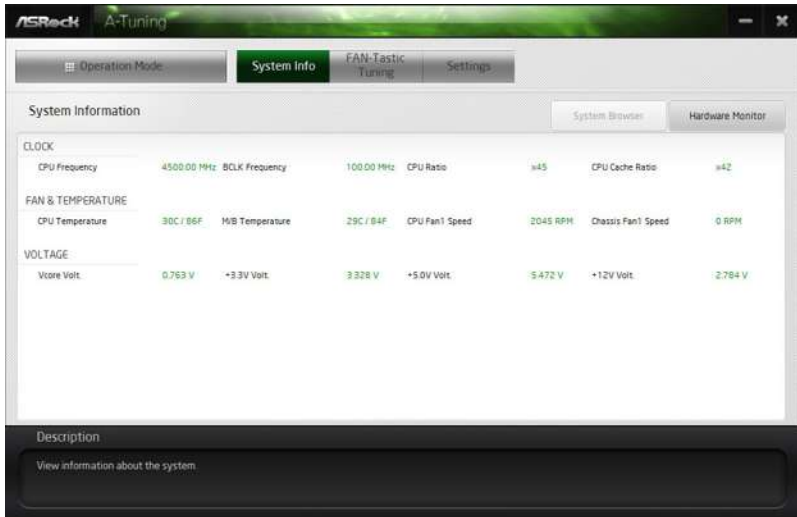 ASRock A-Tuning
Operation Mode System Info FAN-Tastic Tuning Settings
System Information System Browser Hardware Monitor
CLOCK
CPU Frequency 4500.00 MHz BCLK Frequency 100.00 MHz CPU Ratio x45 CPU Cache Ratio x42
FAN & TEMPERATURE
CPU Temperature 30C / 86F M/B Temperature 29C / 84F CPU Fan1 Speed 2045 RPM Chassis Fan1 Speed 0 RPM
VOLTAGE
Vcore Volt. 0.763 V +3.3V Volt. 3.328 V +5.0V Volt. 5.472 V +12V Volt. 2.784 V
Description
View information about the system